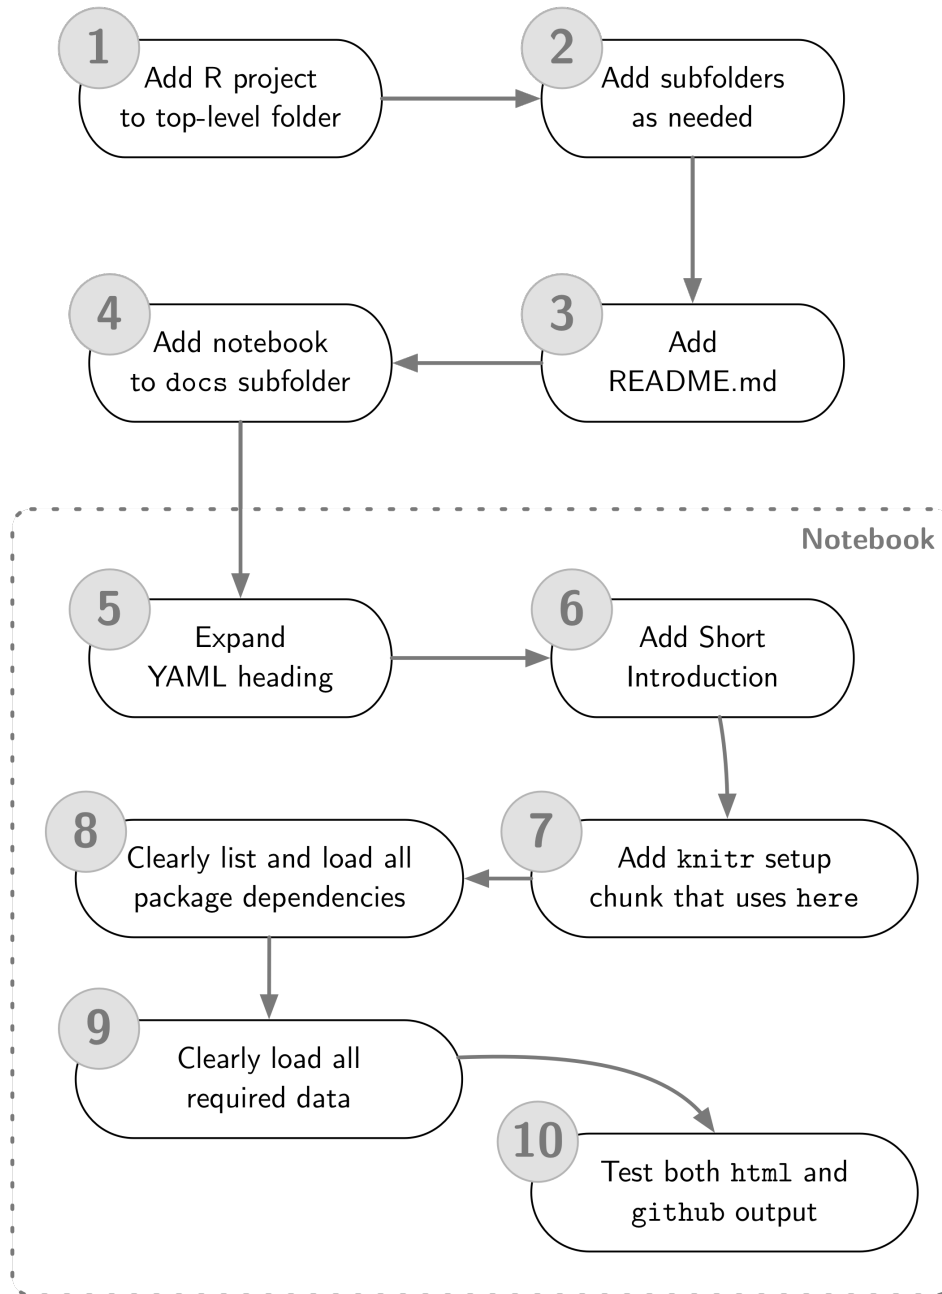 1
Add R project
to top-level folder
2
Add subfolders
as needed
3
Add
README.md
4
Add notebook
to docs subfolder
Notebook
5
Expand
YAML heading
6
Add Short
Introduction
7
Add knitr setup
chunk that uses here
8
Clearly list and load all
package dependencies
9
Clearly load all
required data
10
Test both html and
github output